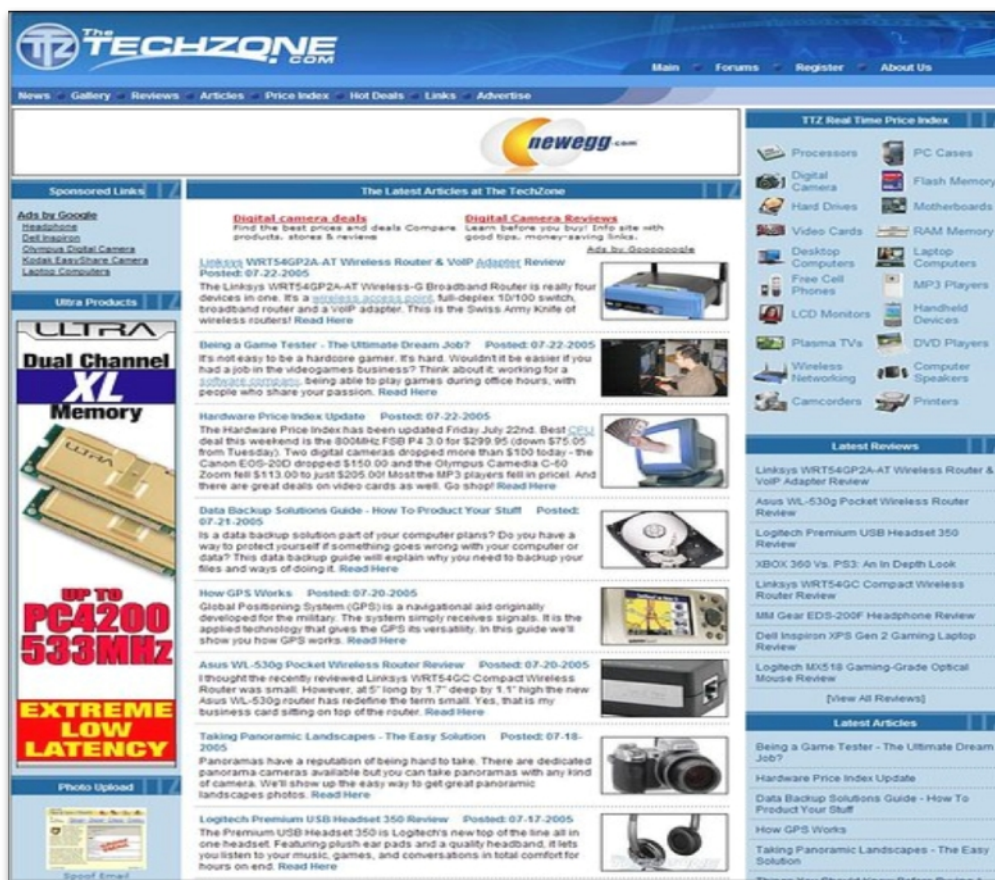 The
TTZ TECHZONE
.COM
Main Forums Register About Us
News Gallery Reviews Articles Price Index Hot Deals Links Advertise
newegg.com
Sponsored Links
Ads by Google
Headphone
Dell Inspiron
Olympus Digital Camera
Kodak EasyShare Camera
Laptop Computers
Ultra Products
ULTRA
Dual Channel
XL
Memory
ULTRA
UP TO
PC4200
533MHz
EXTREME
LOW
LATENCY
Photo Upload
Spoof Email
The Latest Articles at The TechZone
Digital camera deals
Find the best prices and deals Compare
products, stores & reviews
Digital Camera Reviews
Learn before you buy! Info site with
good tips, money-saving links.
Ads by Goooooogle
Linksys WRT54GP2A-AT Wireless Router & VoIP Adapter Review
Posted: 07-22-2005
The Linksys WRT54GP2A-AT Wireless-G Broadband Router is really four
devices in one. It's a wireless access point, full-deplex 10/100 switch,
broadband router and a VoIP adapter. This is the Swiss Army Knife of
wireless routers! Read Here
Being a Game Tester - The Ultimate Dream Job? Posted: 07-22-2005
It's not easy to be a hardcore gamer. It's hard. Wouldn't it be easier if you
had a job in the videogames business? Think about it: working for a
software company, being able to play games during office hours, with
people who share your passion. Read Here
Hardware Price Index Update Posted: 07-22-2005
The Hardware Price Index has been updated Friday July 22nd. Best CPU
deal this weekend is the 800MHz FSB P4 3.0 for $299.95 (down $75.05
from Tuesday). Two digital cameras dropped more than $100 today - the
Canon EOS-20D dropped $150.00 and the Olympus Camedia C-60
Zoom fell $113.00 to just $205.00! Most the MP3 players fell in price!. And
there are great deals on video cards as well. Go shop! Read Here
Data Backup Solutions Guide - How To Product Your Stuff Posted:
07-21-2005
Is a data backup solution part of your computer plans? Do you have a
way to protect yourself if something goes wrong with your computer or
data? This data backup guide will explain why you need to backup your
files and ways of doing it. Read Here
How GPS Works Posted: 07-20-2005
Global Positioning System (GPS) is a navigational aid originally
developed for the military. The system simply receives signals. It is the
applied technology that gives the GPS its versatility. In this guide we'll
show you how GPS works. Read Here
Asus WL-530g Pocket Wireless Router Review Posted: 07-20-2005
I thought the recently reviewed Linksys WRT54GC Compact Wireless
Router was small. However, at 5" long by 1.7" deep by 1.1" high the new
Asus WL-530g router has redefine the term small. Yes, that is my
business card sitting on top of the router. Read Here
Taking Panoramic Landscapes - The Easy Solution Posted: 07-18-
2005
Panoramas have a reputation of being hard to take. There are dedicated
panorama cameras available but you can take panoramas with any kind
of camera. We'll show up the easy way to get great panoramic
landscapes photos. Read Here
Logitech Premium USB Headset 350 Review Posted: 07-17-2005
The Premium USB Headset 350 is Logitech's new top of the line all in
one headset. Featuring plush ear pads and a quality headband, it lets
you listen to your music, games, and conversations in total comfort for
hours on end. Read Here
TTZ Real Time Price Index
Processors PC Cases
Digital
Camera
Flash Memory
Hard Drives Motherboards
Video Cards RAM Memory
Desktop
Computers
Laptop
Computers
Free Cell
Phones
MP3 Players
LCD Monitors
Handheld
Devices
Plasma TVs DVD Players
Wireless
Networking
Computer
Speakers
Camcorders Printers
Latest Reviews
Linksys WRT54GP2A-AT Wireless Router &
VoIP Adapter Review
Asus WL-530g Pocket Wireless Router
Review
Logitech Premium USB Headset 350
Review
XBOX 360 Vs. PS3: An In Depth Look
Linksys WRT54GC Compact Wireless
Router Review
MM Gear EDS-200F Headphone Review
Dell Inspiron XPS Gen 2 Gaming Laptop
Review
Logitech MX518 Gaming-Grade Optical
Mouse Review
[View All Reviews]
Latest Articles
Being a Game Tester - The Ultimate Dream
Job?
Hardware Price Index Update
Data Backup Solutions Guide - How To
Product Your Stuff
How GPS Works
Taking Panoramic Landscapes - The Easy
Solution